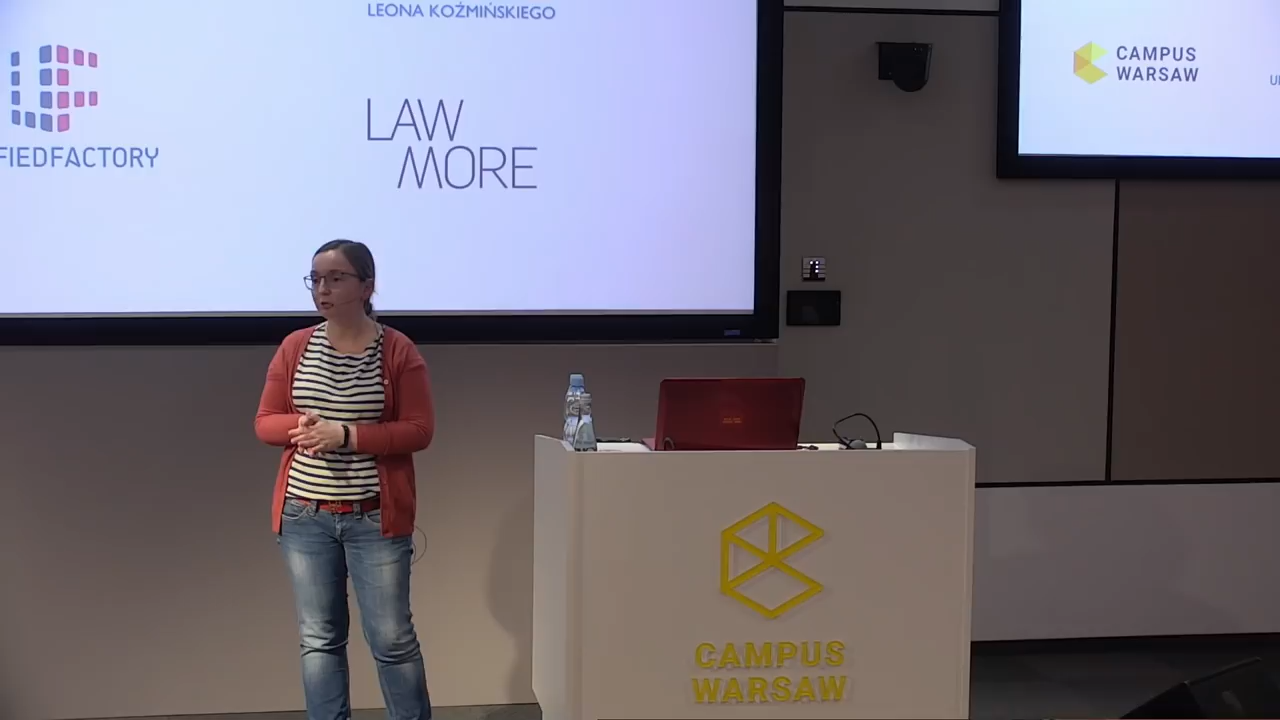 LEONA KOŹMIŃSKIEGO
FIEDFACTORY
LAW
MORE
CAMPUS
WARSAW
CAMPUS
WARSAW